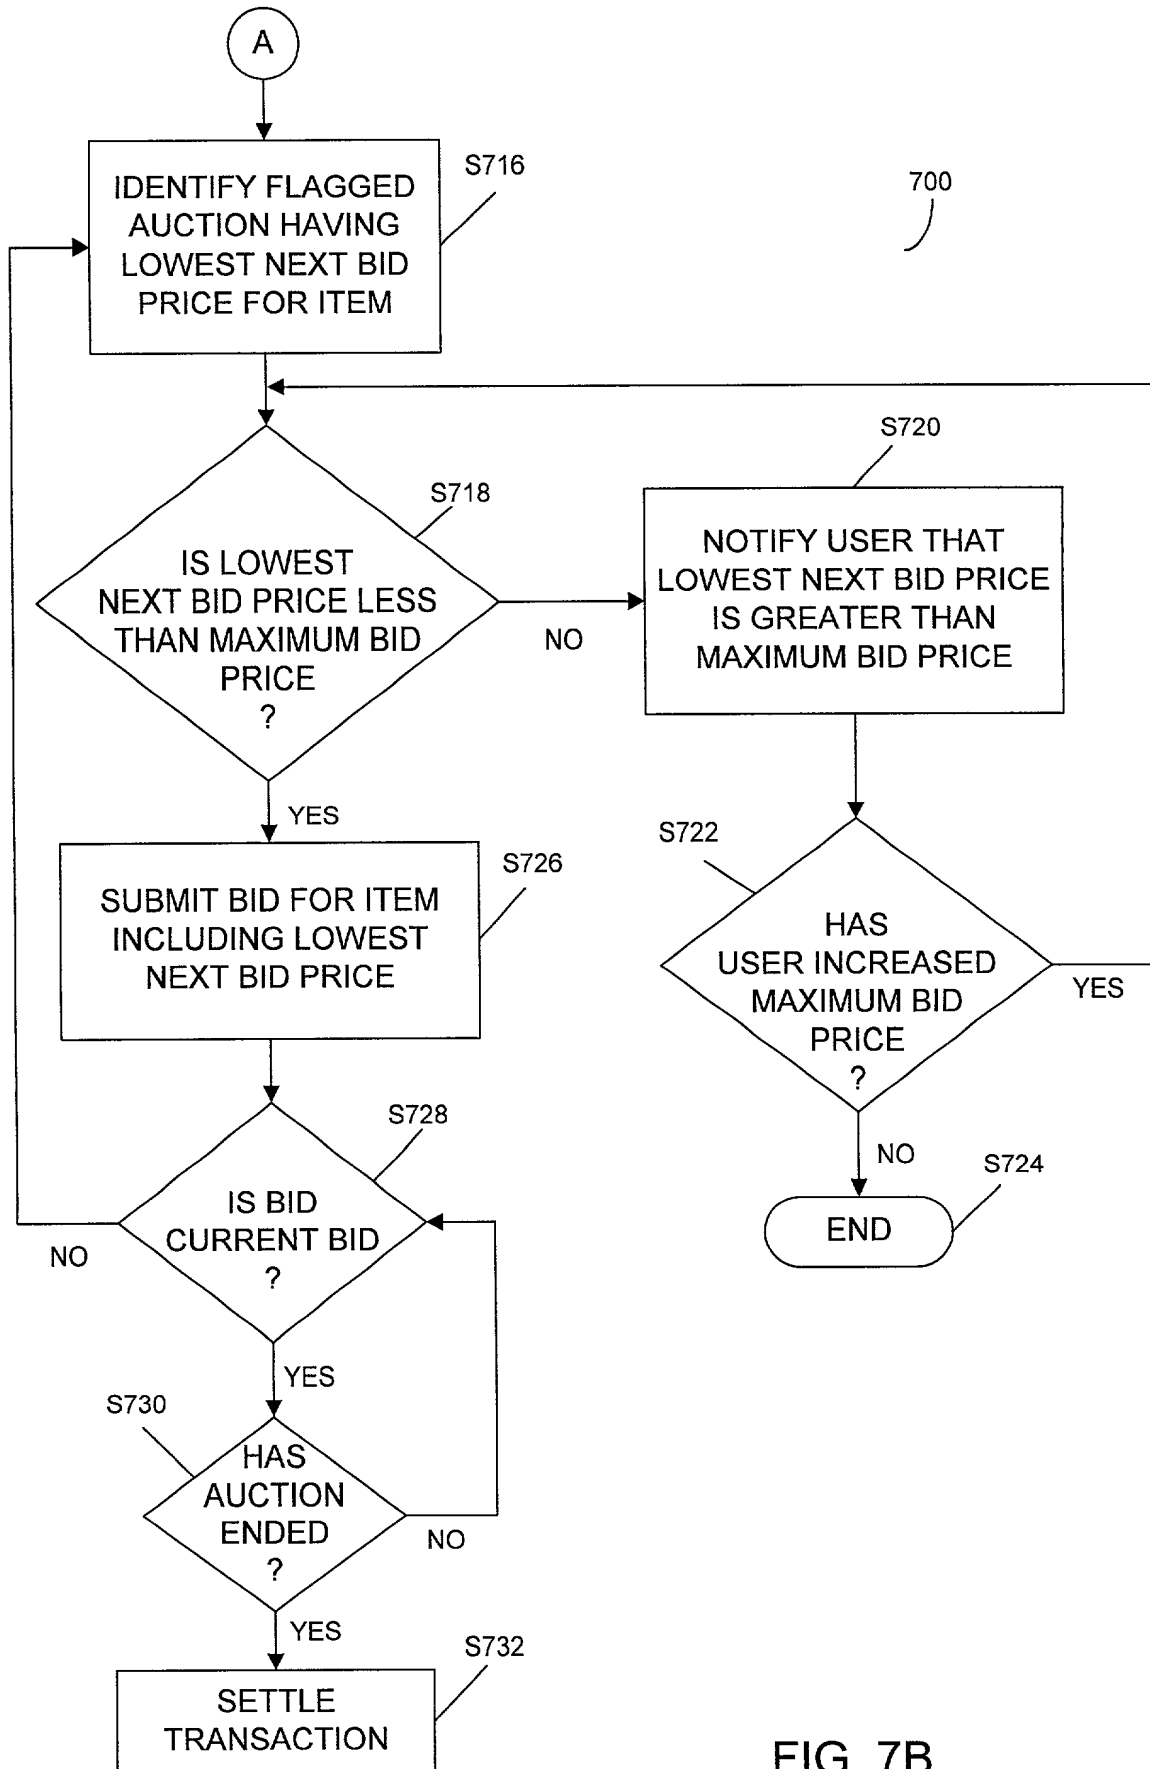 A
S716
IDENTIFY FLAGGED
AUCTION HAVING
LOWEST NEXT BID
PRICE FOR ITEM
700
S718
IS LOWEST
NEXT BID PRICE LESS
THAN MAXIMUM BID
PRICE
?
NO
S720
NOTIFY USER THAT
LOWEST NEXT BID PRICE
IS GREATER THAN
MAXIMUM BID PRICE
YES
S722
HAS
USER INCREASED
MAXIMUM BID
PRICE
?
YES
NO
S724
END
S726
SUBMIT BID FOR ITEM
INCLUDING LOWEST
NEXT BID PRICE
S728
IS BID
CURRENT BID
?
NO
YES
S730
HAS
AUCTION
ENDED
?
NO
YES
S732
SETTLE
TRANSACTION
FIG. 7B